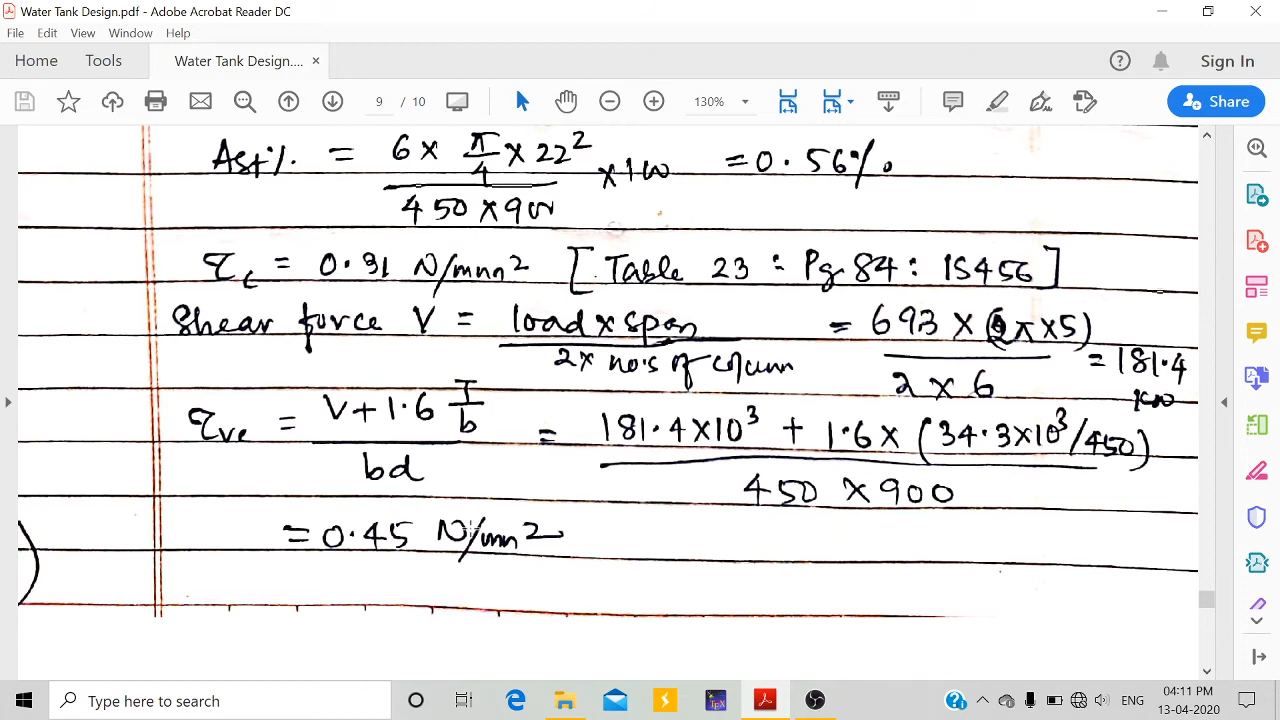 Water Tank Design.pdf - Adobe Acrobat Reader DC
File Edit View Window Help
Home Tools Water Tank Design.... × Sign In
9 / 10 130% Share
Ast%. = 6 × π/4 × 22² / 450 × 900 × 100 = 0.56%.
τc = 0.31 N/mm2 [Table 23 : Pg 84 : IS456]
Shear force V = load × span / 2 × no's of column = 693 × (2π × 5) / 2 × 6 = 181.4 kN
τve = V + 1.6 T/b / bd = 181.4 × 10³ + 1.6 × (34.3 × 10³ / 450) / 450 × 900
= 0.45 N/mm2
Type here to search
ENG 04:11 PM
13-04-2020